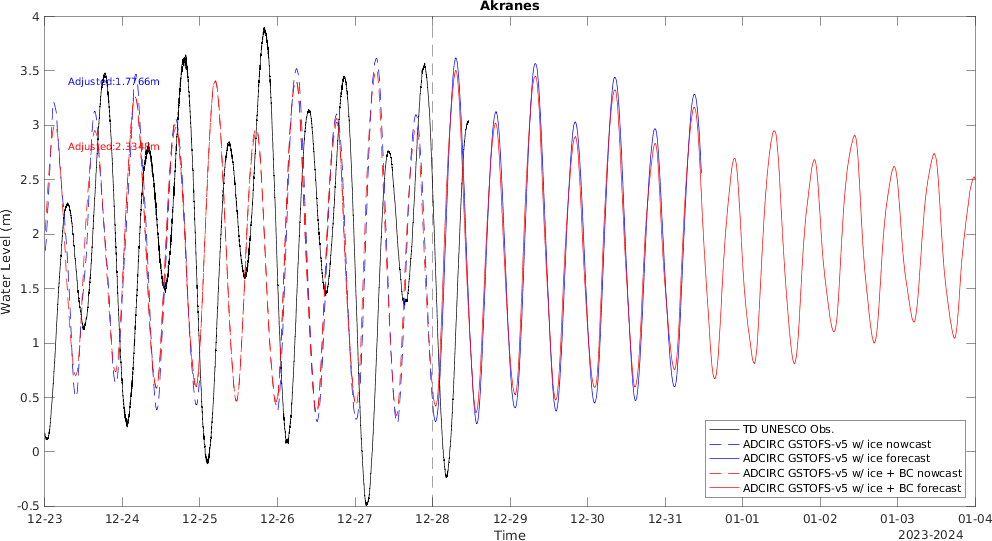 Akranes
4
3.5
3
2.5
2
1.5
1
0.5
0
-0.5
Water Level (m)
Adjusted:1.7766m
Adjusted:2.3348m
TD UNESCO Obs.
ADCIRC GSTOFS-v5 w/ ice nowcast
ADCIRC GSTOFS-v5 w/ ice forecast
ADCIRC GSTOFS-v5 w/ ice + BC nowcast
ADCIRC GSTOFS-v5 w/ ice + BC forecast
12-23 12-24 12-25 12-26 12-27 12-28 12-29 12-30 12-31 01-01 01-02 01-03 01-04
Time
2023-2024